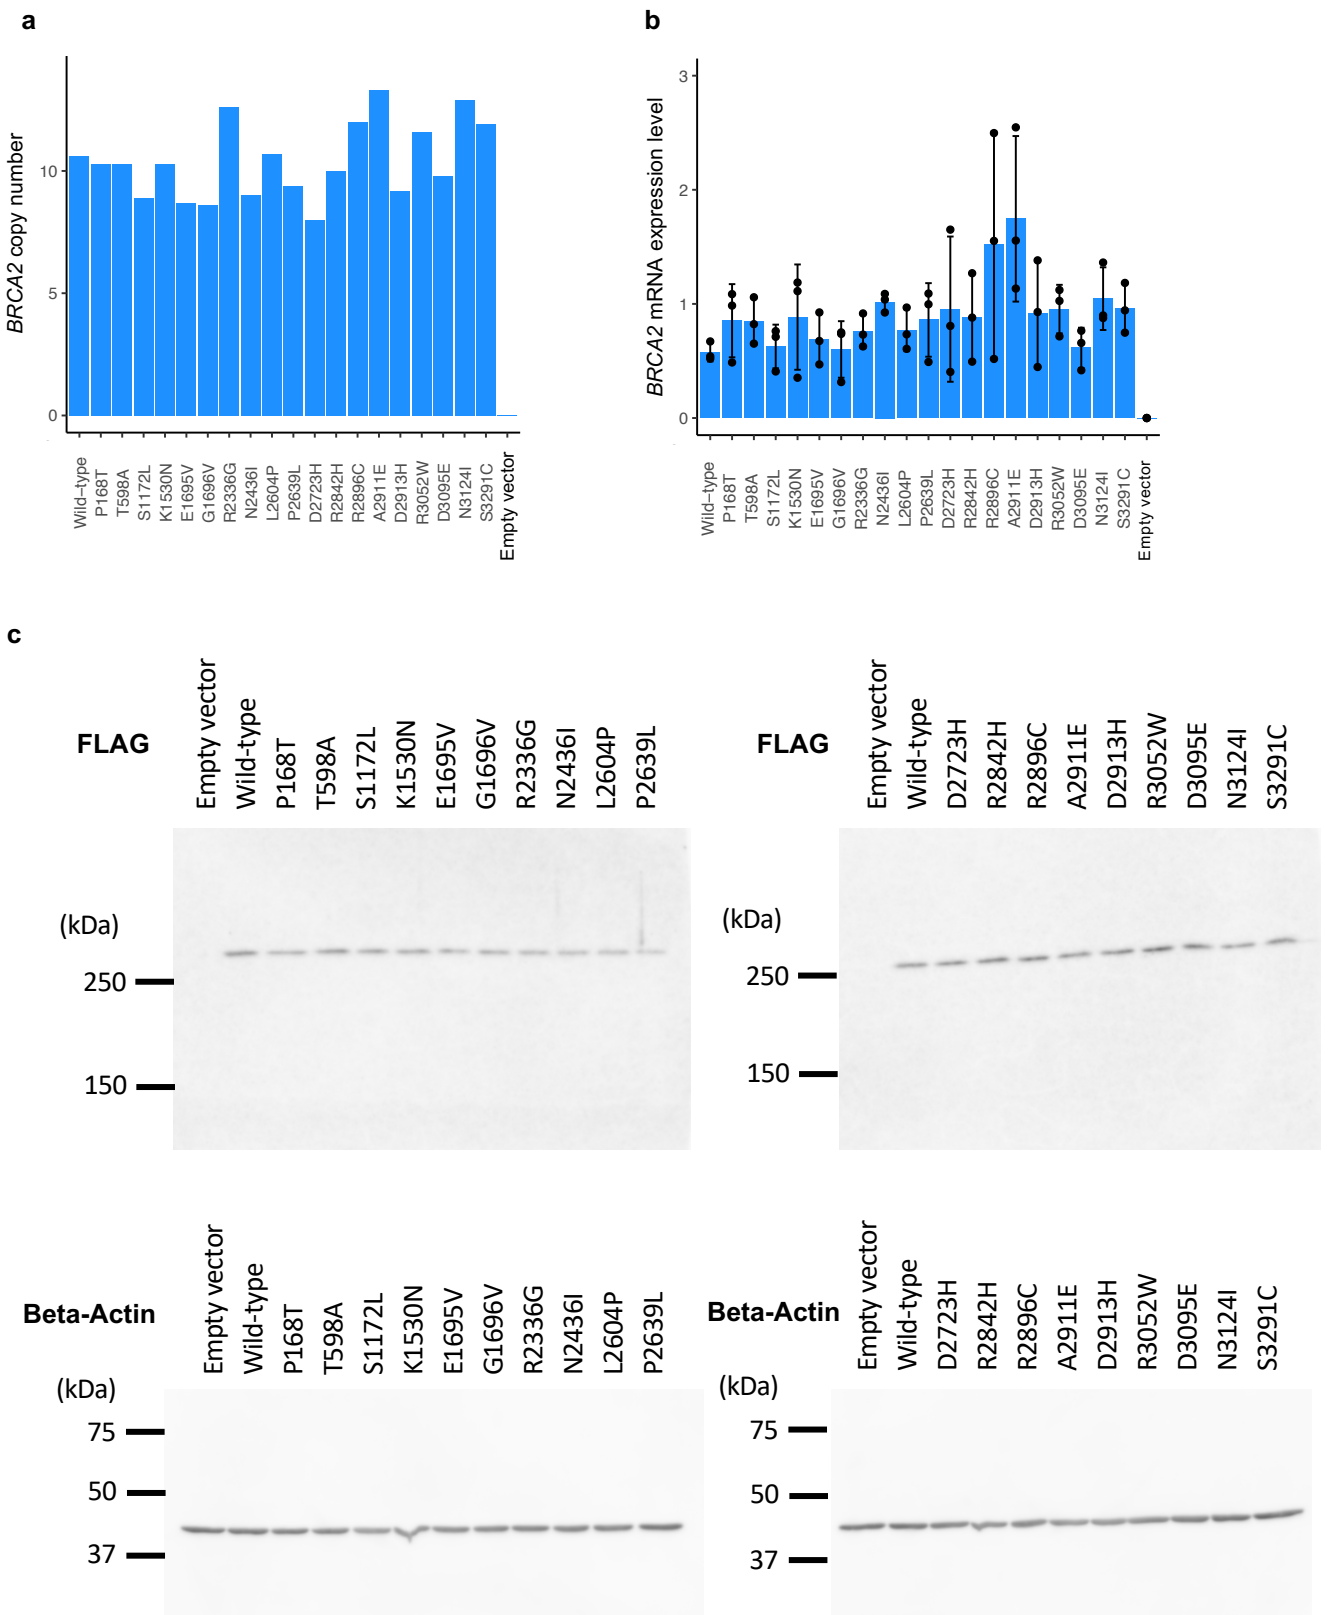 a
BRCA2 copy number
10
5
0
Wild-type
P168T
T598A
S1172L
K1530N
E1695V
G1696V
R2336G
N2436I
L2604P
P2639L
D2723H
R2842H
R2896C
A2911E
D2913H
R3052W
D3095E
N3124I
S3291C
Empty vector
b
BRCA2 mRNA expression level
3
2
1
0
Wild-type
P168T
T598A
S1172L
K1530N
E1695V
G1696V
R2336G
N2436I
L2604P
P2639L
D2723H
R2842H
R2896C
A2911E
D2913H
R3052W
D3095E
N3124I
S3291C
Empty vector
c
FLAG
Empty vector
Wild-type
P168T
T598A
S1172L
K1530N
E1695V
G1696V
R2336G
N2436I
L2604P
P2639L
(kDa)
250
150
FLAG
Empty vector
Wild-type
D2723H
R2842H
R2896C
A2911E
D2913H
R3052W
D3095E
N3124I
S3291C
(kDa)
250
150
Beta-Actin
Empty vector
Wild-type
P168T
T598A
S1172L
K1530N
E1695V
G1696V
R2336G
N2436I
L2604P
P2639L
(kDa)
75
50
37
Beta-Actin
Empty vector
Wild-type
D2723H
R2842H
R2896C
A2911E
D2913H
R3052W
D3095E
N3124I
S3291C
(kDa)
75
50
37